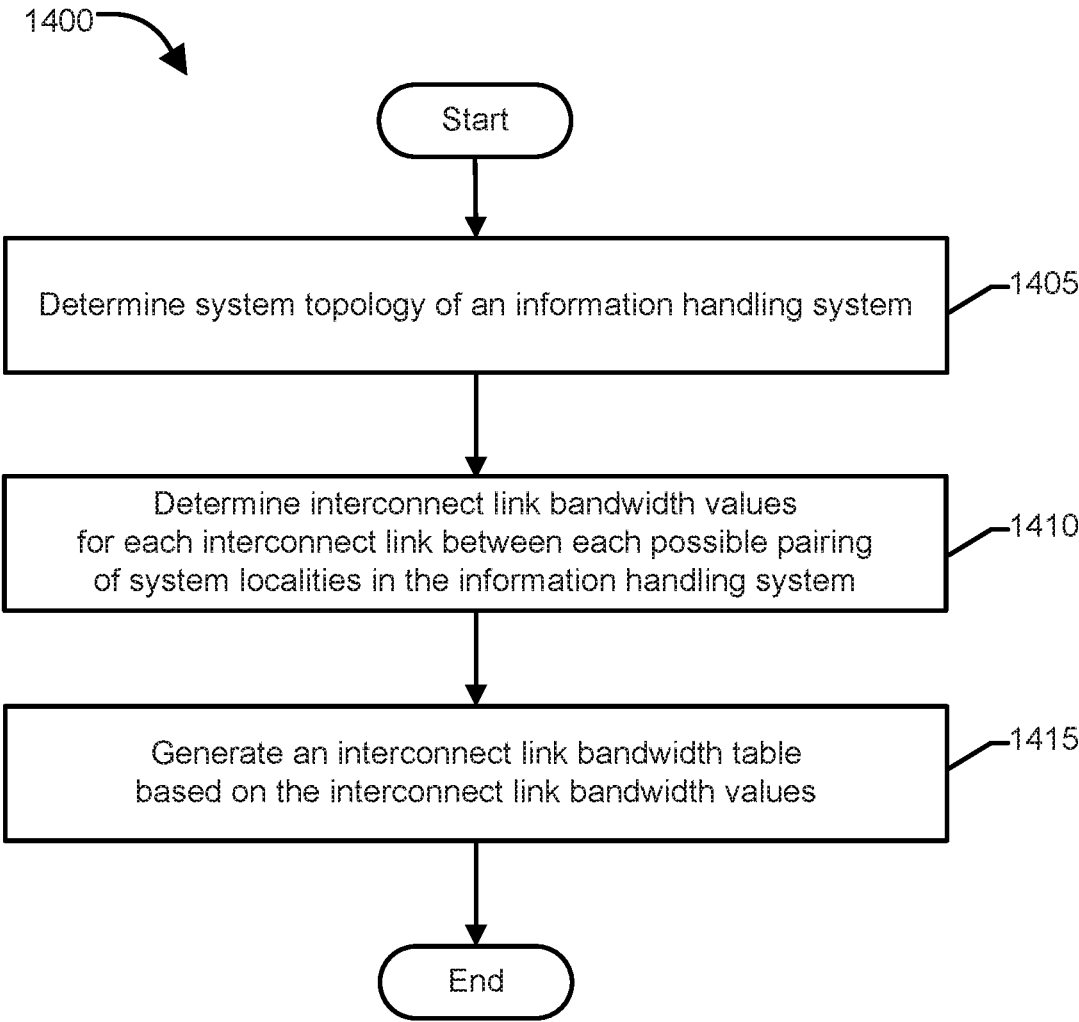 1400
Start
Determine system topology of an information handling system
1405
Determine interconnect link bandwidth values
for each interconnect link between each possible pairing
of system localities in the information handling system
1410
Generate an interconnect link bandwidth table
based on the interconnect link bandwidth values
1415
End